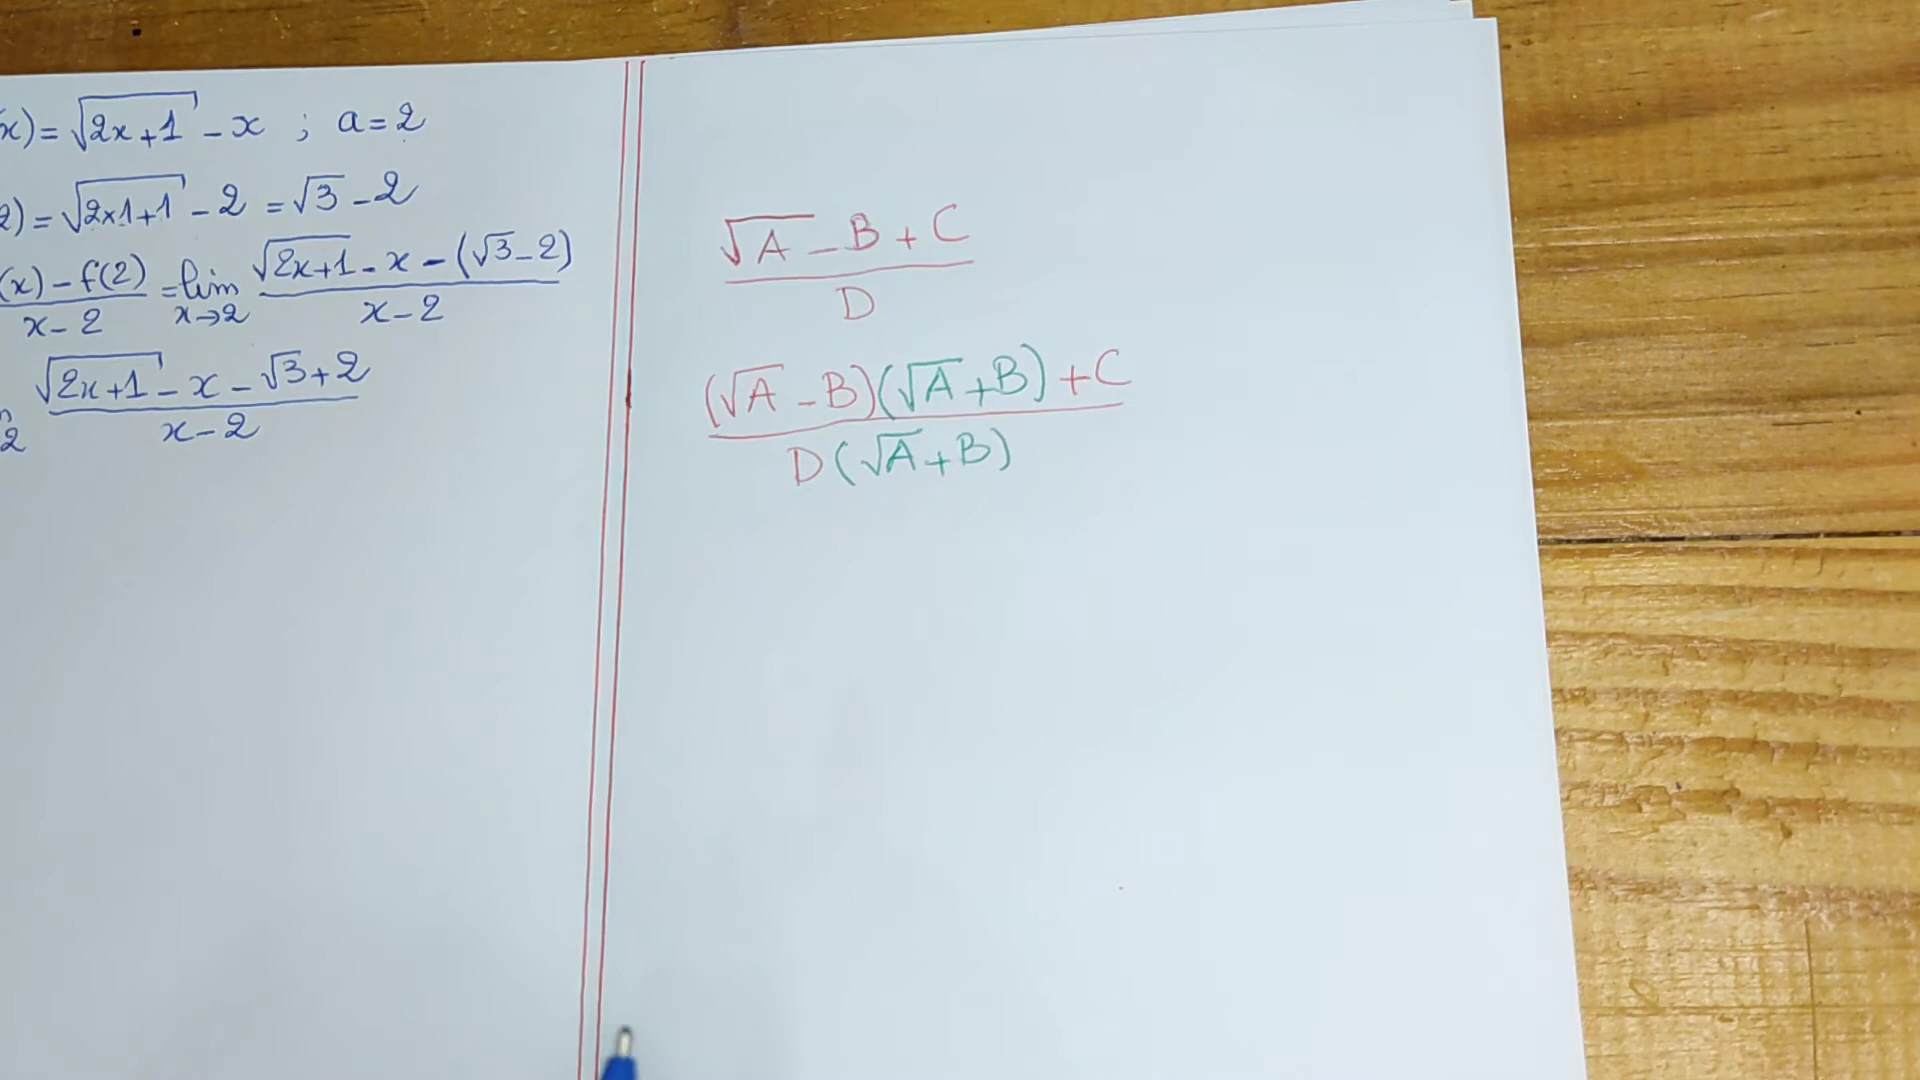 x) = √(2x+1) - x ; a = 2
2) = √(2×1+1) - 2 = √3 - 2
(x) - f(2) / x - 2 = lim x→2 √(2x+1) - x - (√3 - 2) / x - 2
2 √(2x+1) - x - √3 + 2 / x - 2
√A - B + C / D
(√A - B)(√A + B) + C / D(√A + B)